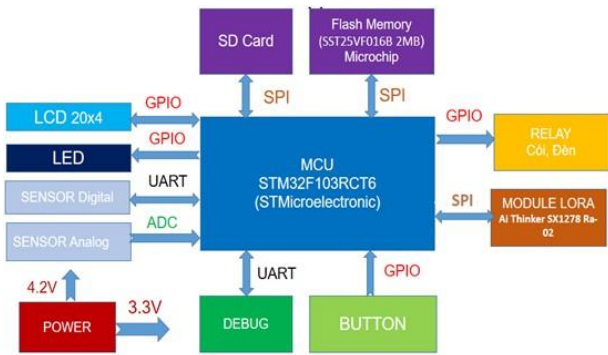 SD Card
Flash Memory
(SST25VF016B 2MB)
Microchip
SPI
SPI
LCD 20x4
GPIO
GPIO
LED
GPIO
MCU
STM32F103RCT6
(STMicroelectronic)
RELAY
Còi, Đèn
SENSOR Digital
UART
SENSOR Analog
ADC
SPI
MODULE LORA
Ai Thinker SX1278 Ra-
02
4.2V
UART
GPIO
POWER
3.3V
DEBUG
BUTTON